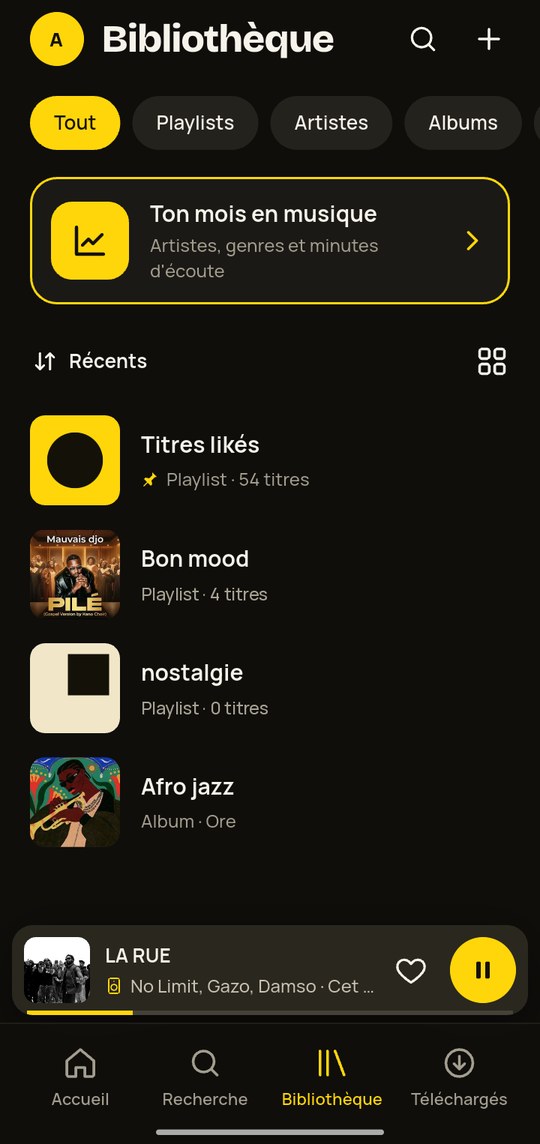 A
Bibliothèque
Tout
Playlists
Artistes
Albums
Ton mois en musique
Artistes, genres et minutes
d'écoute
Récents
Titres likés
Playlist · 54 titres
Mauvais djo
PILÉ
Bon mood
Playlist · 4 titres
nostalgie
Playlist · 0 titres
Afro jazz
Album · Ore
LA RUE
No Limit, Gazo, Damso · Cet ...
Accueil
Recherche
Bibliothèque
Téléchargés